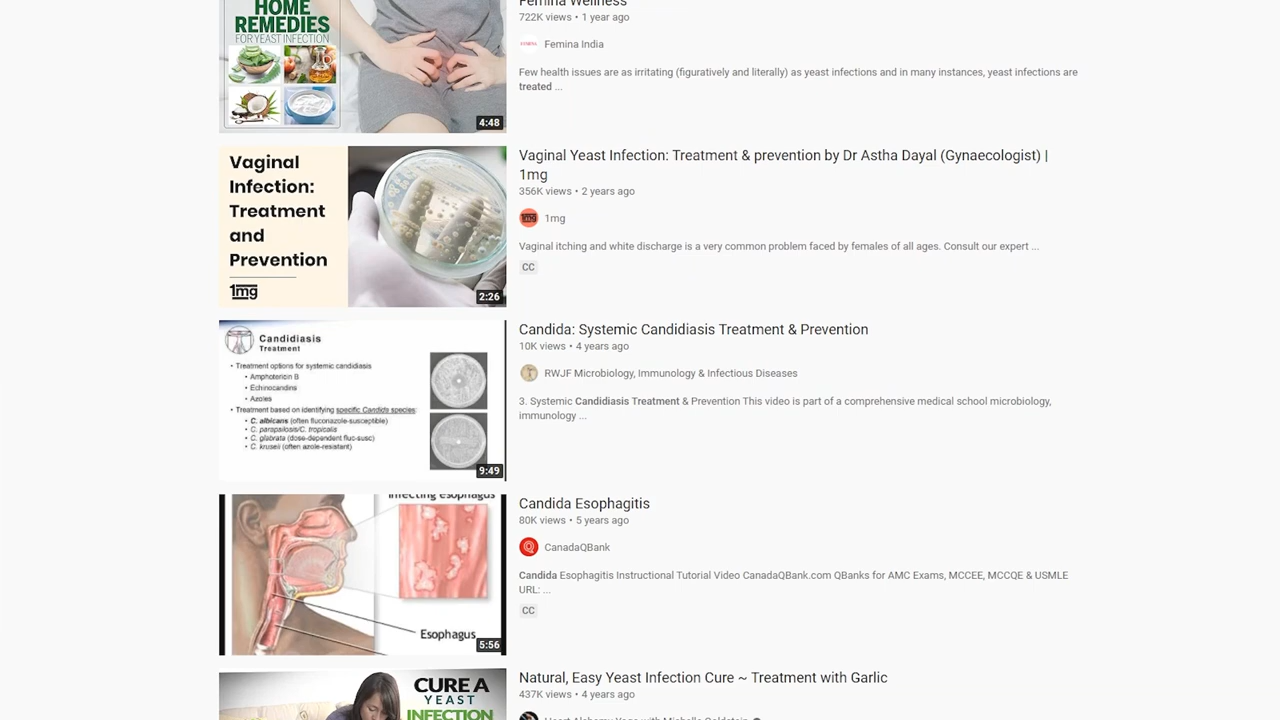 HOME
REMEDIES
FOR YEAST INFECTION
4:48
Femina Wellness
722K views • 1 year ago
Femina India
Few health issues are as irritating (figuratively and literally) as yeast infections and in many instances, yeast infections are
treated ...
Vaginal
Infection:
Treatment
and
Prevention
1mg
2:26
Vaginal Yeast Infection: Treatment & prevention by Dr Astha Dayal (Gynaecologist) |
1mg
356K views • 2 years ago
1mg
Vaginal itching and white discharge is a very common problem faced by females of all ages. Consult our expert ...
CC
Candidiasis
Treatment
• Treatment options for systemic candidiasis
• Amphotericin B
• Echinocandins
• Azoles
• Treatment based on identifying specific Candida species:
• C. albicans (often fluconazole-susceptible)
• C. parapsilosis/C. tropicalis
• C. glabrata (dose-dependent fluc-susc)
• C. krusei (often azole-resistant)
9:49
Candida: Systemic Candidiasis Treatment & Prevention
10K views • 4 years ago
RWJF Microbiology, Immunology & Infectious Diseases
3. Systemic Candidiasis Treatment & Prevention This video is part of a comprehensive medical school microbiology,
immunology ...
infecting esophagus
Esophagus
5:56
Candida Esophagitis
80K views • 5 years ago
CanadaQBank
Candida Esophagitis Instructional Tutorial Video CanadaQBank.com QBanks for AMC Exams, MCCEE, MCCQE & USMLE
URL: ...
CC
CURE A
YEAST
INFECTION
Natural, Easy Yeast Infection Cure ~ Treatment with Garlic
437K views • 4 years ago